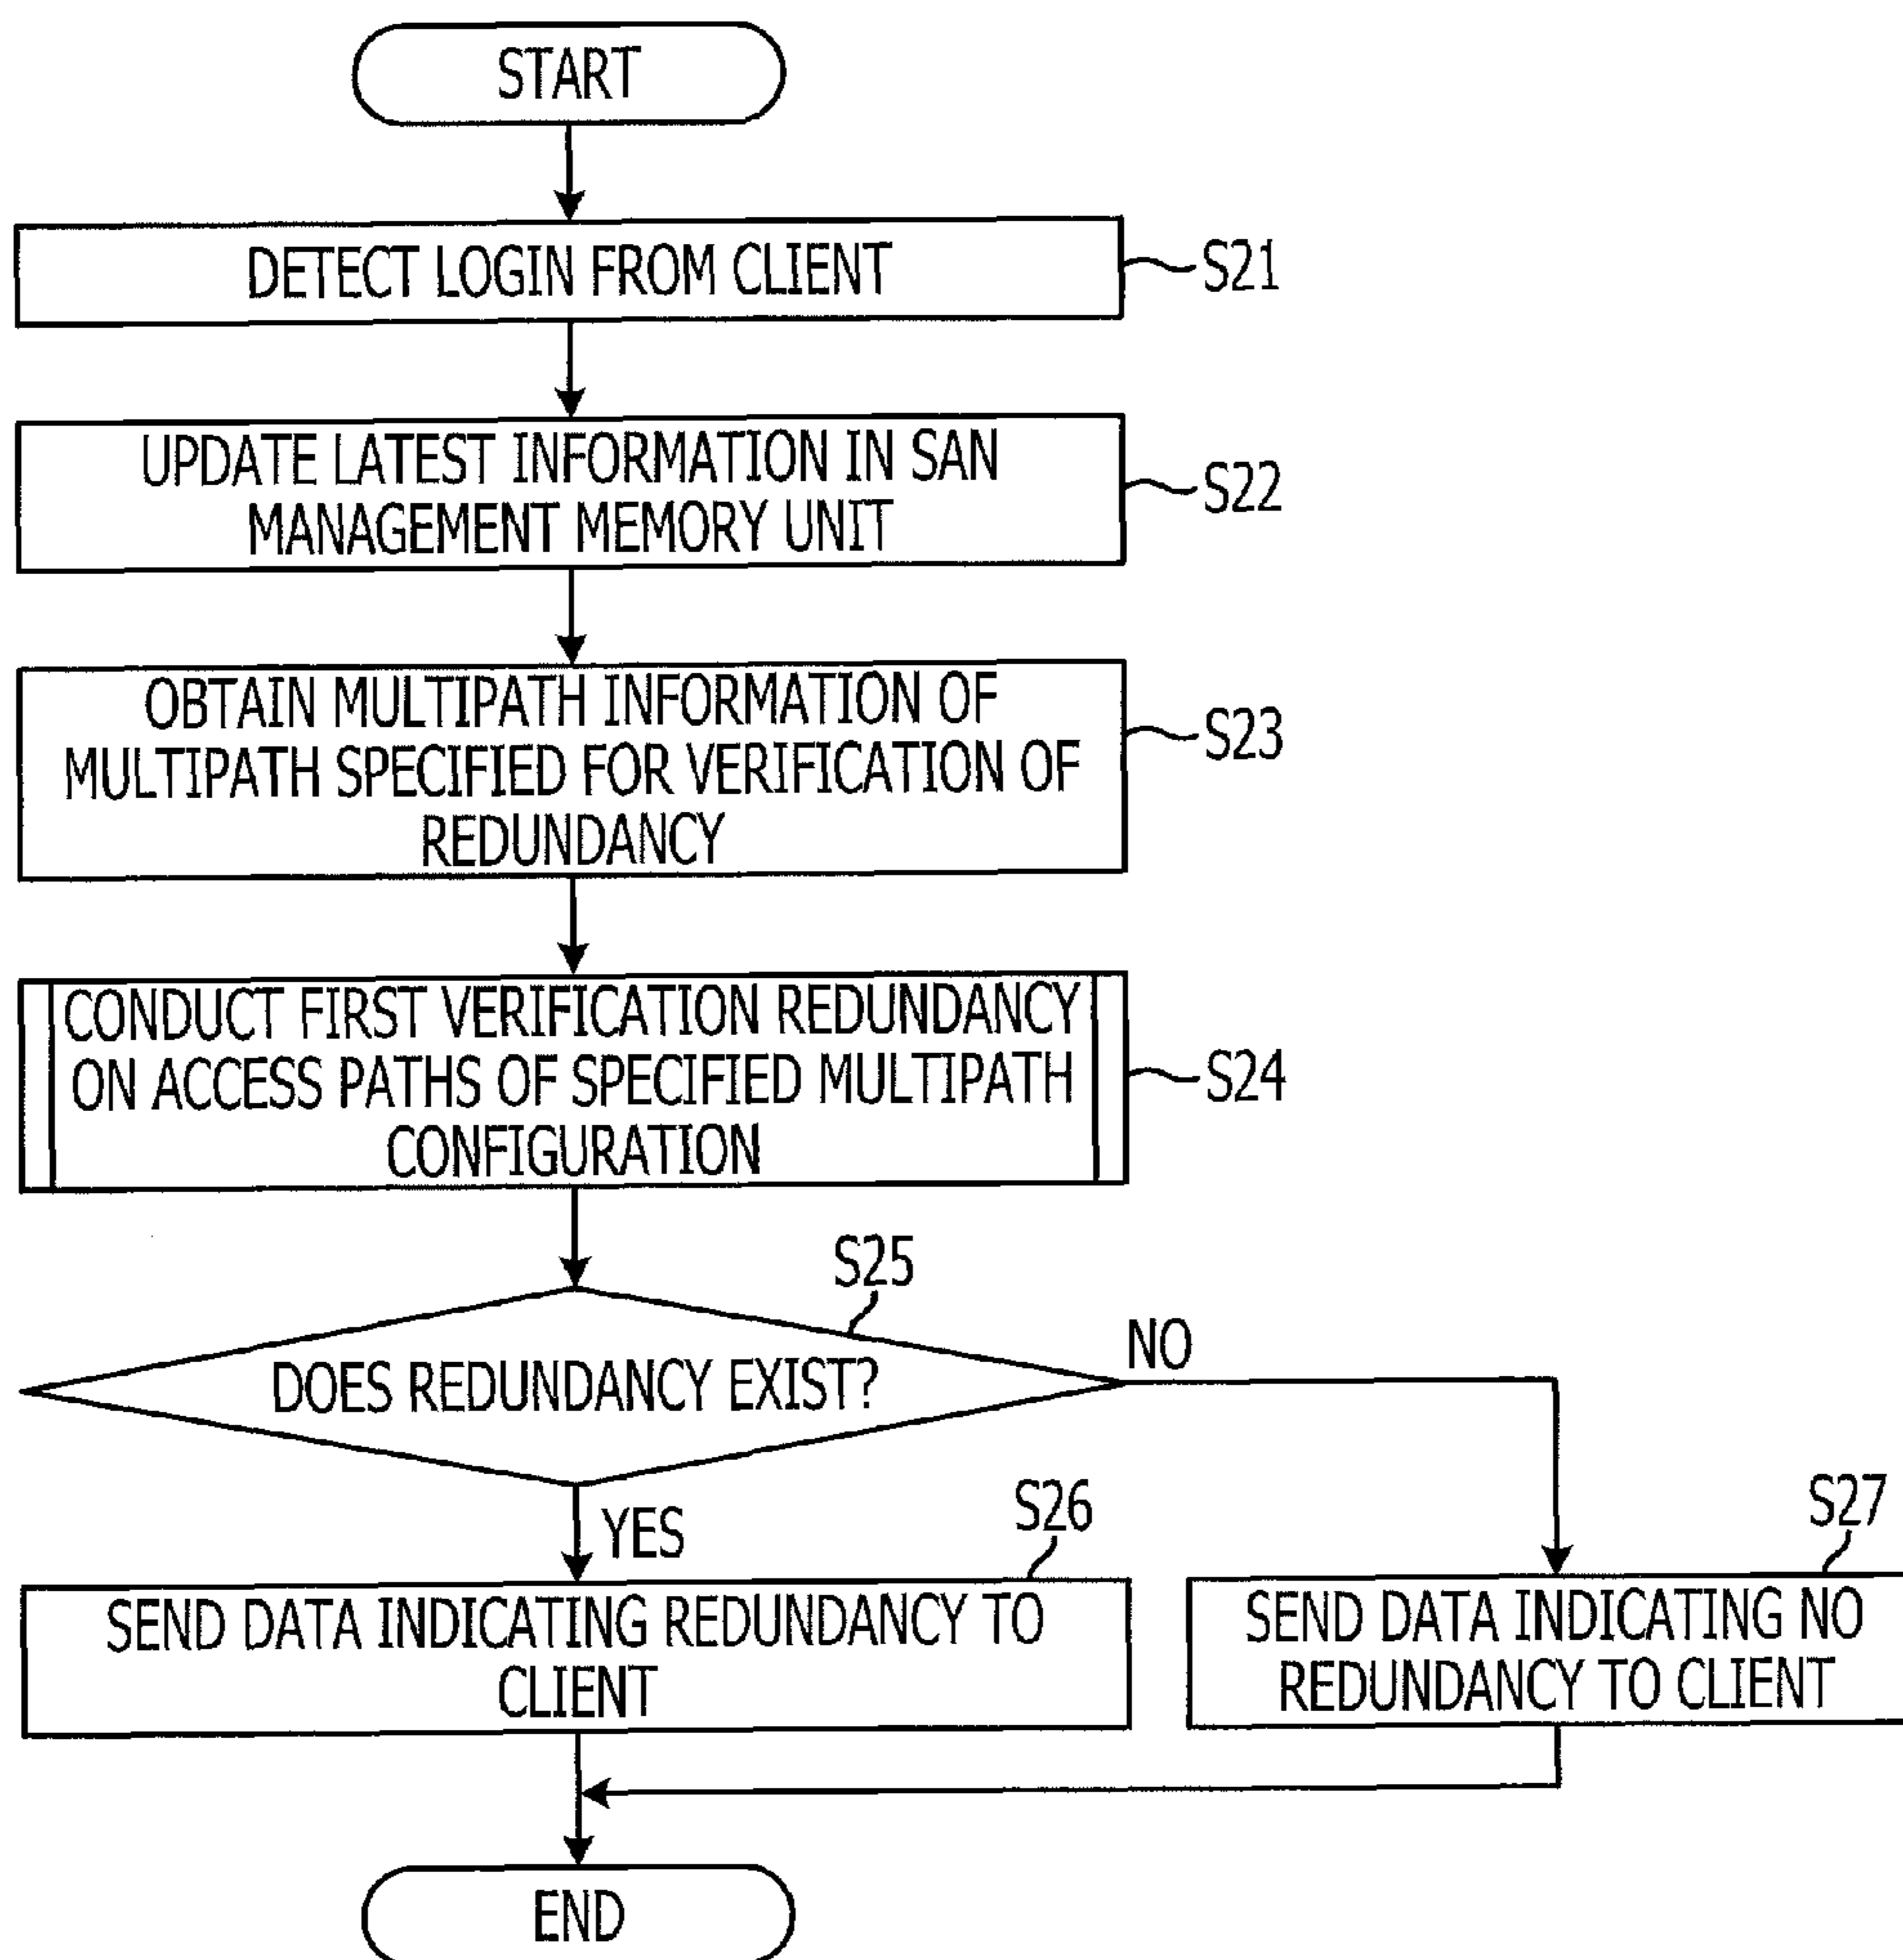 START
DETECT LOGIN FROM CLIENT
S21
UPDATE LATEST INFORMATION IN SAN
MANAGEMENT MEMORY UNIT
S22
OBTAIN MULTIPATH INFORMATION OF
MULTIPATH SPECIFIED FOR VERIFICATION OF
REDUNDANCY
S23
CONDUCT FIRST VERIFICATION REDUNDANCY
ON ACCESS PATHS OF SPECIFIED MULTIPATH
CONFIGURATION
S24
S25
DOES REDUNDANCY EXIST?
NO
YES
S26
SEND DATA INDICATING REDUNDANCY TO
CLIENT
S27
SEND DATA INDICATING NO
REDUNDANCY TO CLIENT
END